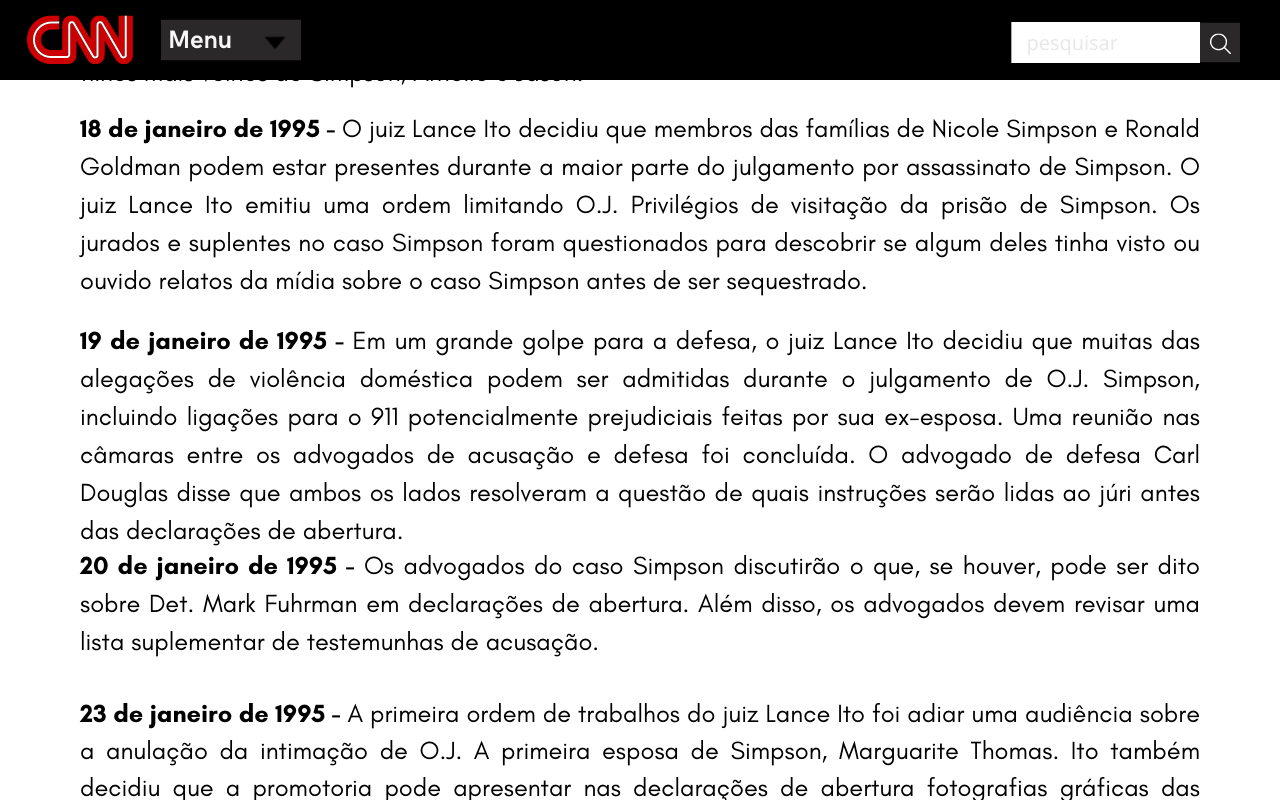 CNN
Menu
pesquisar
filhos mais velhos de Simpson, Arnelle e Jason.
18 de janeiro de 1995 - O juiz Lance Ito decidiu que membros das famílias de Nicole Simpson e Ronald
Goldman podem estar presentes durante a maior parte do julgamento por assassinato de Simpson. O
juiz Lance Ito emitiu uma ordem limitando O.J. Privilégios de visitação da prisão de Simpson. Os
jurados e suplentes no caso Simpson foram questionados para descobrir se algum deles tinha visto ou
ouvido relatos da mídia sobre o caso Simpson antes de ser sequestrado.
19 de janeiro de 1995 - Em um grande golpe para a defesa, o juiz Lance Ito decidiu que muitas das
alegações de violência doméstica podem ser admitidas durante o julgamento de O.J. Simpson,
incluindo ligações para o 911 potencialmente prejudiciais feitas por sua ex-esposa. Uma reunião nas
câmaras entre os advogados de acusação e defesa foi concluída. O advogado de defesa Carl
Douglas disse que ambos os lados resolveram a questão de quais instruções serão lidas ao júri antes
das declarações de abertura.
20 de janeiro de 1995 - Os advogados do caso Simpson discutirão o que, se houver, pode ser dito
sobre Det. Mark Fuhrman em declarações de abertura. Além disso, os advogados devem revisar uma
lista suplementar de testemunhas de acusação.
23 de janeiro de 1995 - A primeira ordem de trabalhos do juiz Lance Ito foi adiar uma audiência sobre
a anulação da intimação de O.J. A primeira esposa de Simpson, Marguarite Thomas. Ito também
decidiu que a promotoria pode apresentar nas declarações de abertura fotografias gráficas das